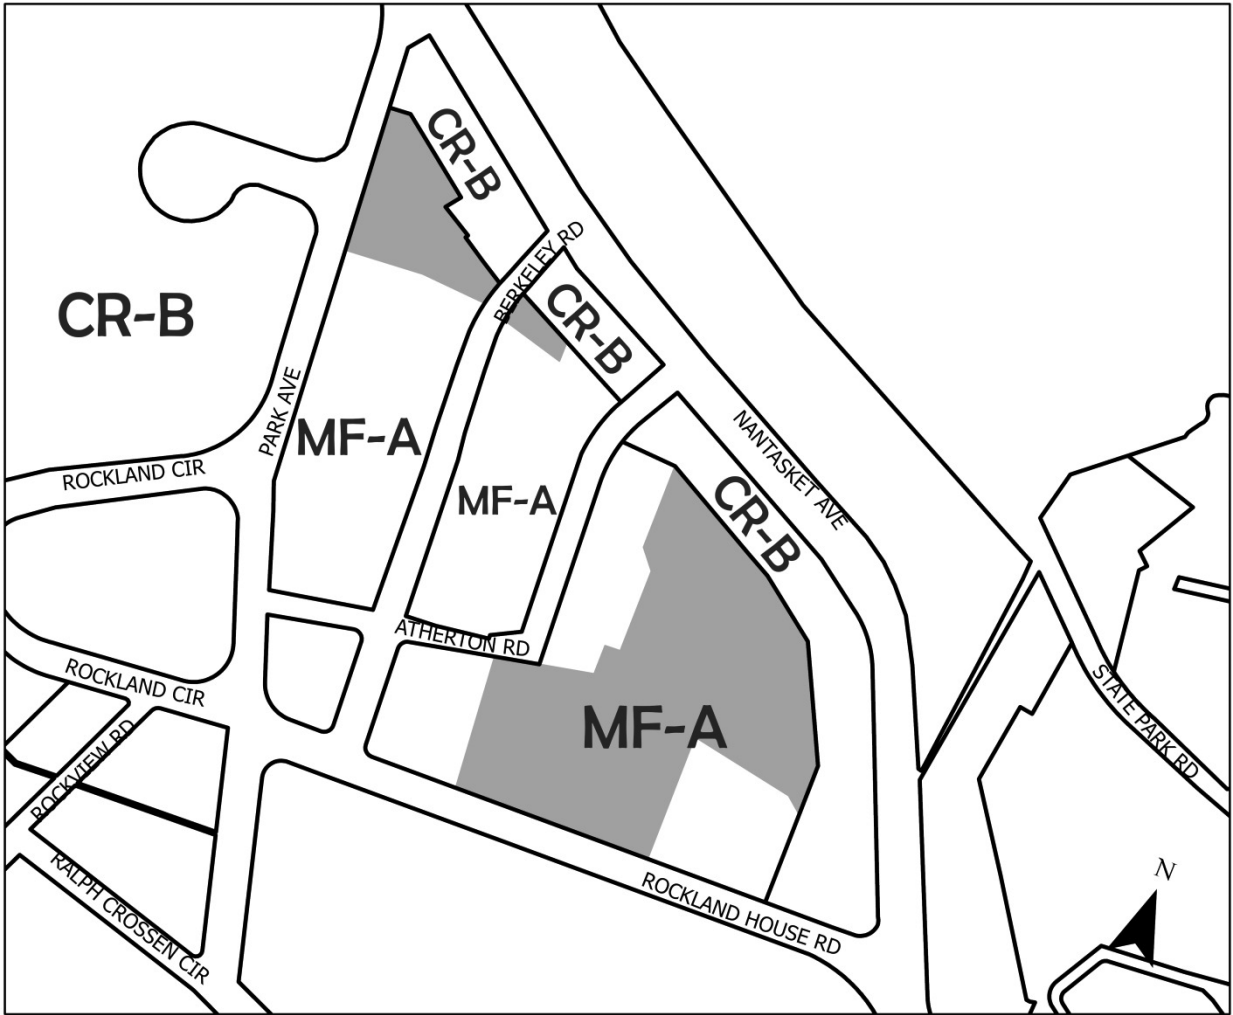 CR-B
BERKELEY RD
CR-B
CR-B
PARK AVE
MF-A
NANTASKET AVE
ROCKLAND CIR
MF-A
CR-B
ATHERTON RD
ROCKLAND CIR
STATE PARK RD
MF-A
ROCKVIEW RD
RALPH CROSSEN CIR
ROCKLAND HOUSE RD
N